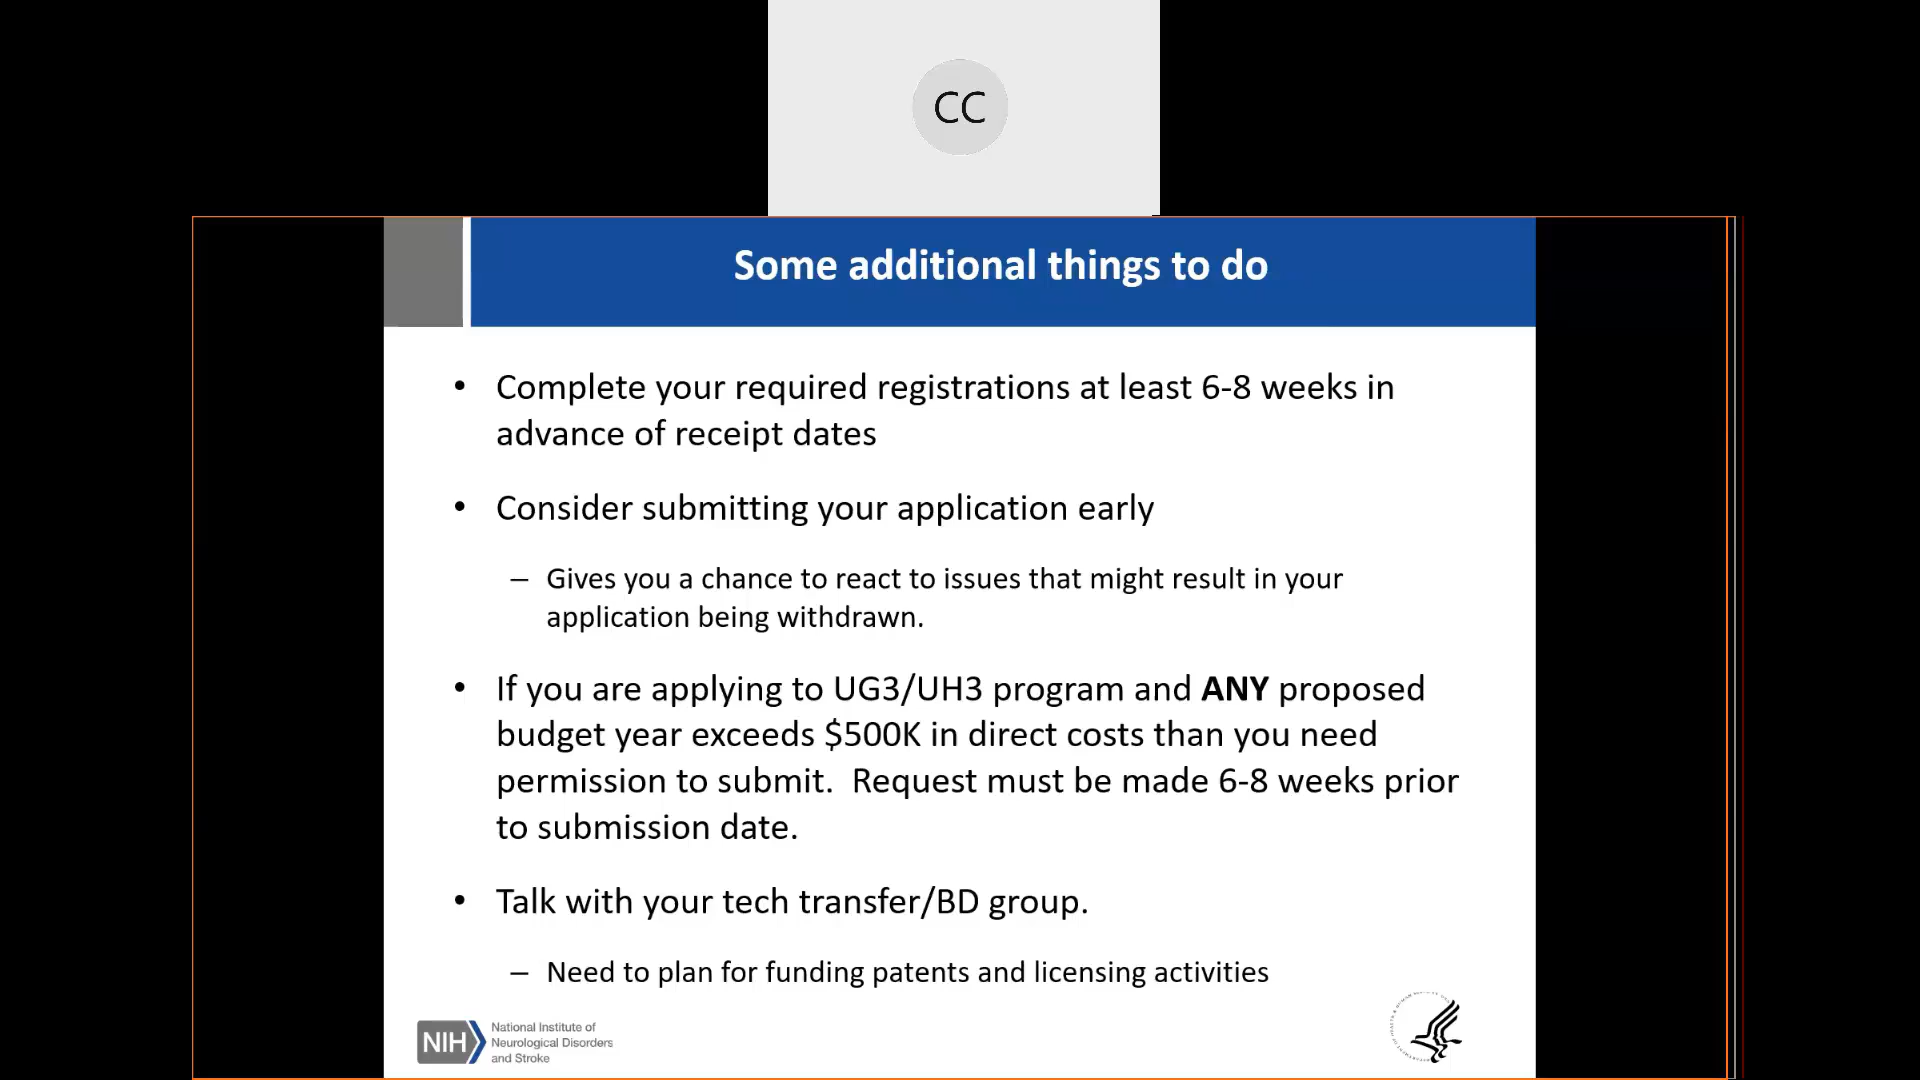 CC
Some additional things to do
• Complete your required registrations at least 6-8 weeks in
advance of receipt dates
• Consider submitting your application early
– Gives you a chance to react to issues that might result in your
application being withdrawn.
• If you are applying to UG3/UH3 program and ANY proposed
budget year exceeds $500K in direct costs than you need
permission to submit.  Request must be made 6-8 weeks prior
to submission date.
• Talk with your tech transfer/BD group.
– Need to plan for funding patents and licensing activities
NIH
National Institute of
Neurological Disorders
and Stroke